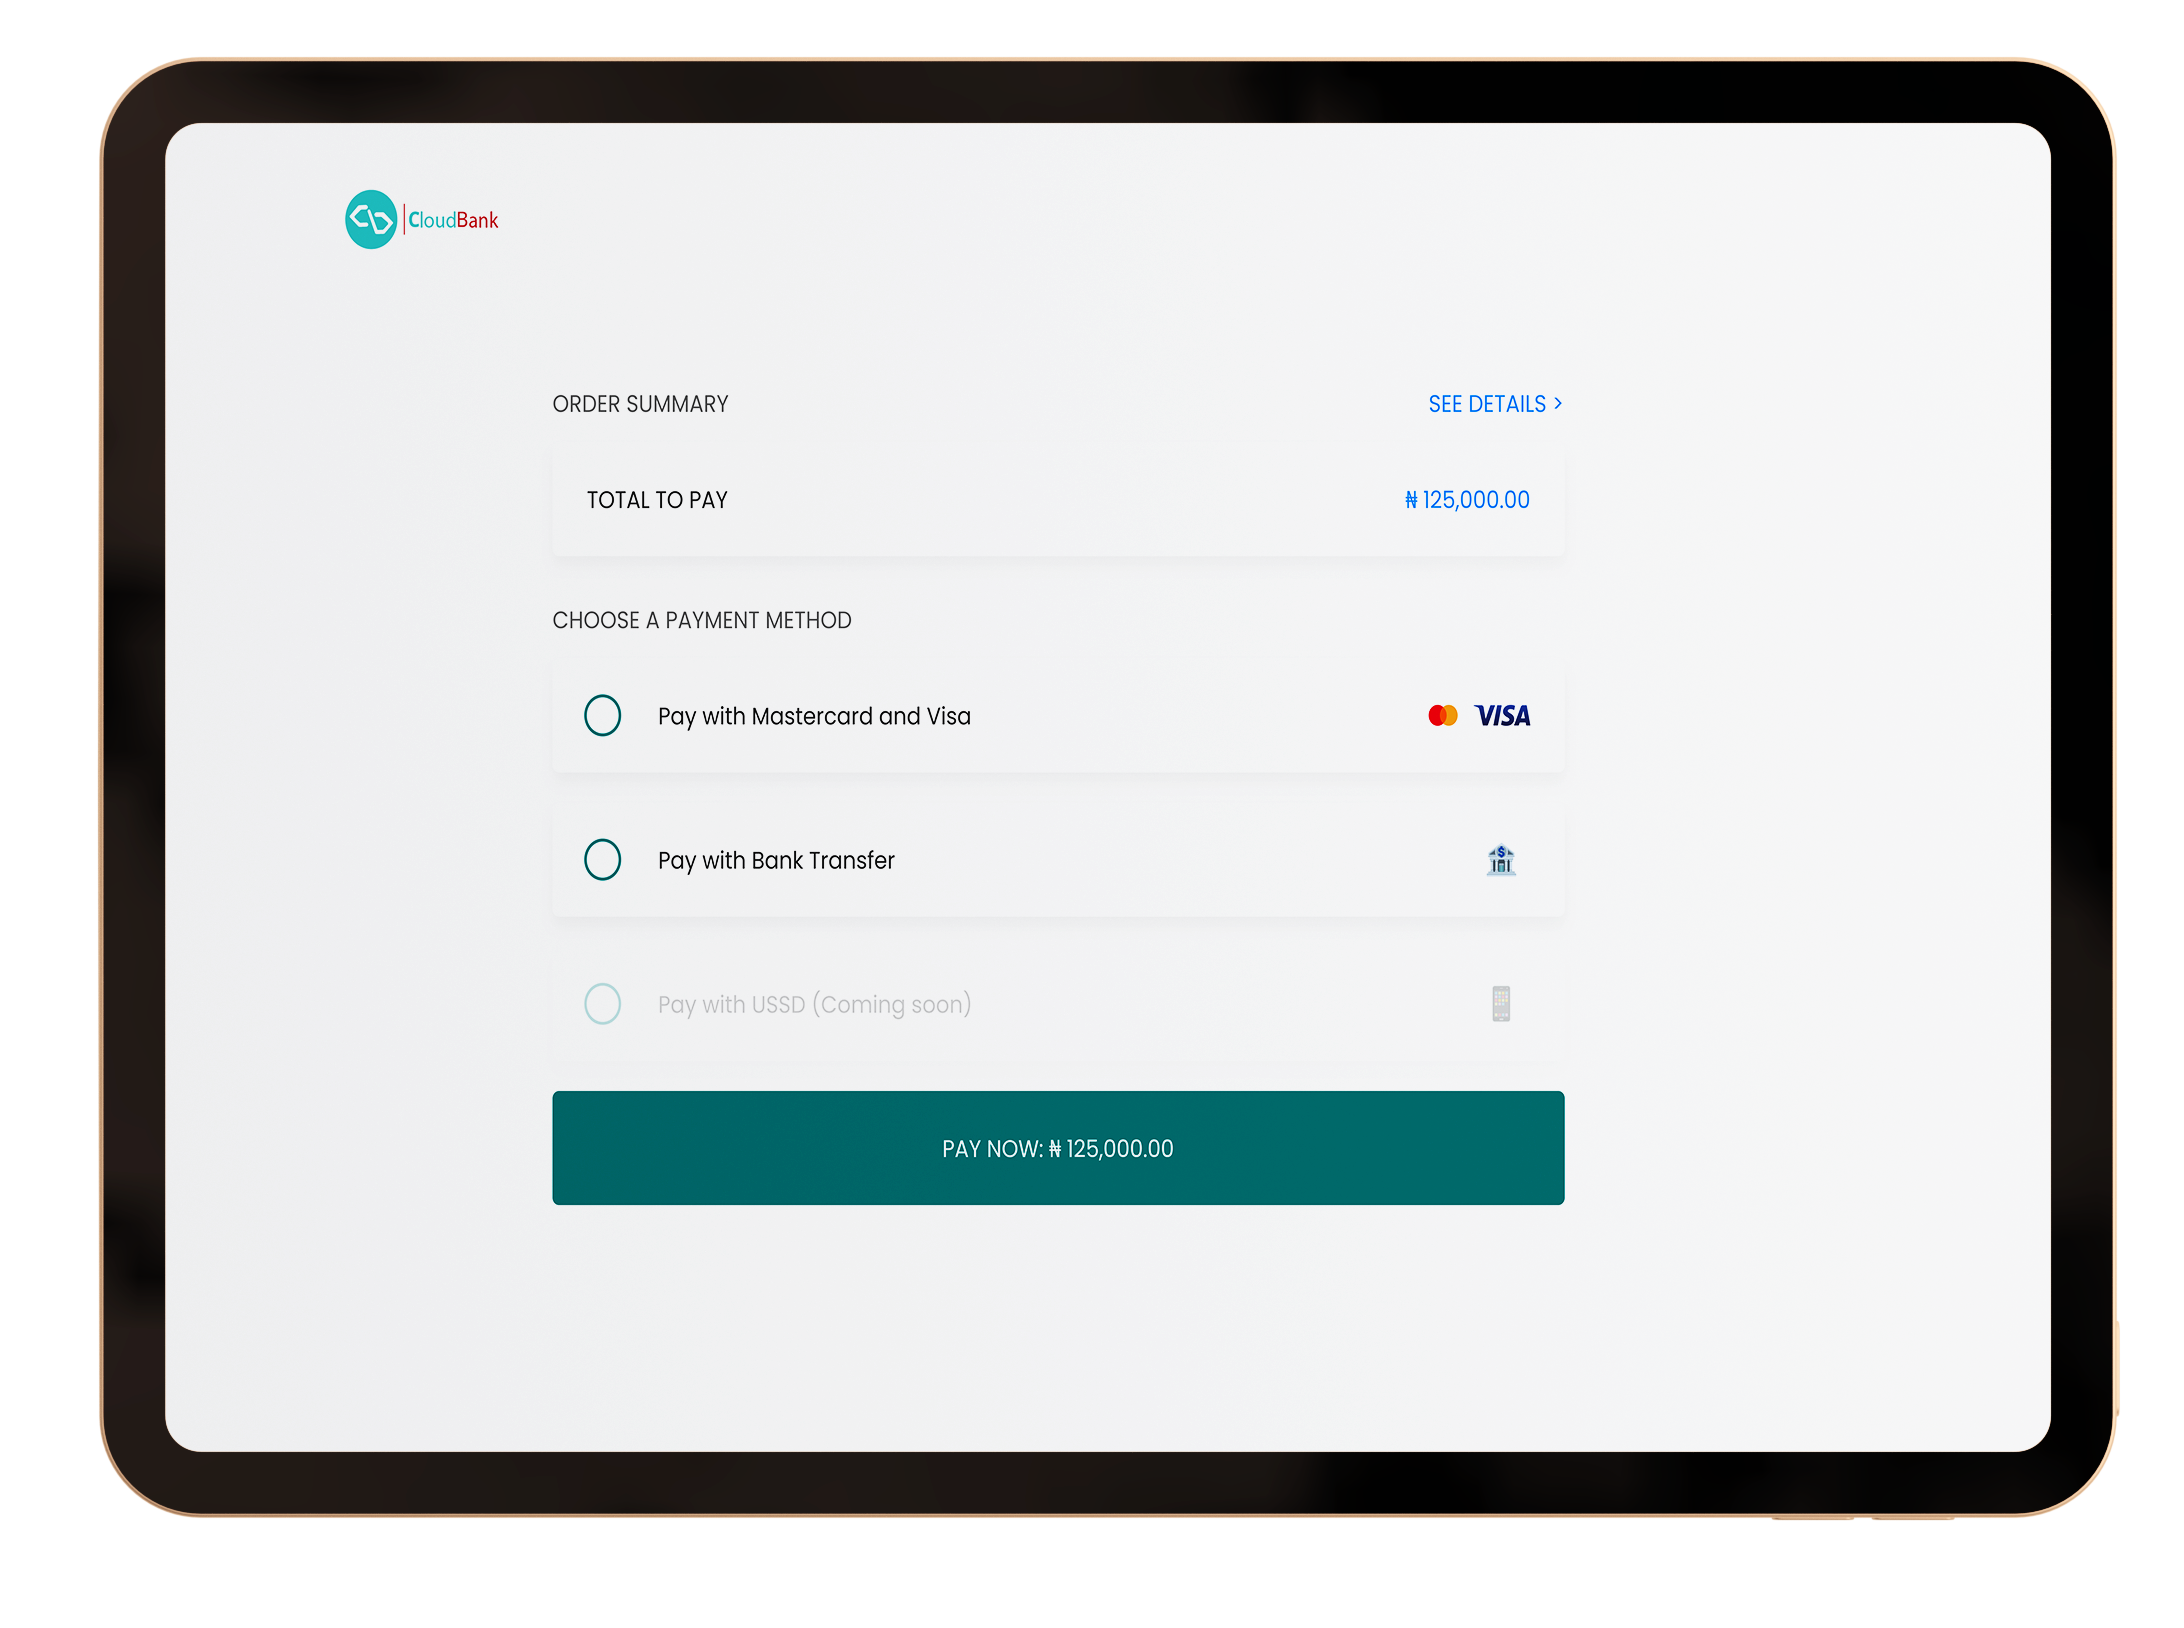 CloudBank
ORDER SUMMARY
SEE DETAILS >
TOTAL TO PAY
₦ 125,000.00
CHOOSE A PAYMENT METHOD
Pay with Mastercard and Visa
VISA
Pay with Bank Transfer
Pay with USSD (Coming soon)
PAY NOW: ₦ 125,000.00